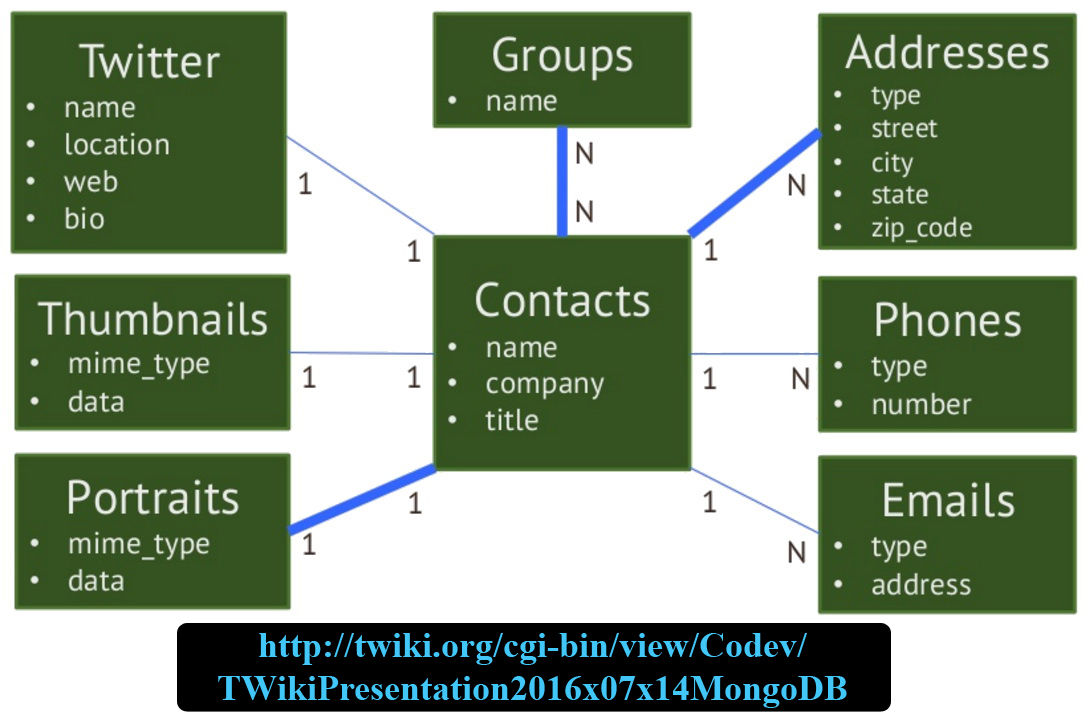 Twitter
• name
• location
• web
• bio
Groups
• name
Addresses
• type
• street
• city
• state
• zip_code
1
1
N
N
N
1
Thumbnails
• mime_type
• data
1
1
Contacts
• name
• company
• title
Phones
• type
• number
1
N
Portraits
• mime_type
• data
1
1
Emails
• type
• address
1
N
http://twiki.org/cgi-bin/view/Codev/
TWikiPresentation2016x07x14MongoDB